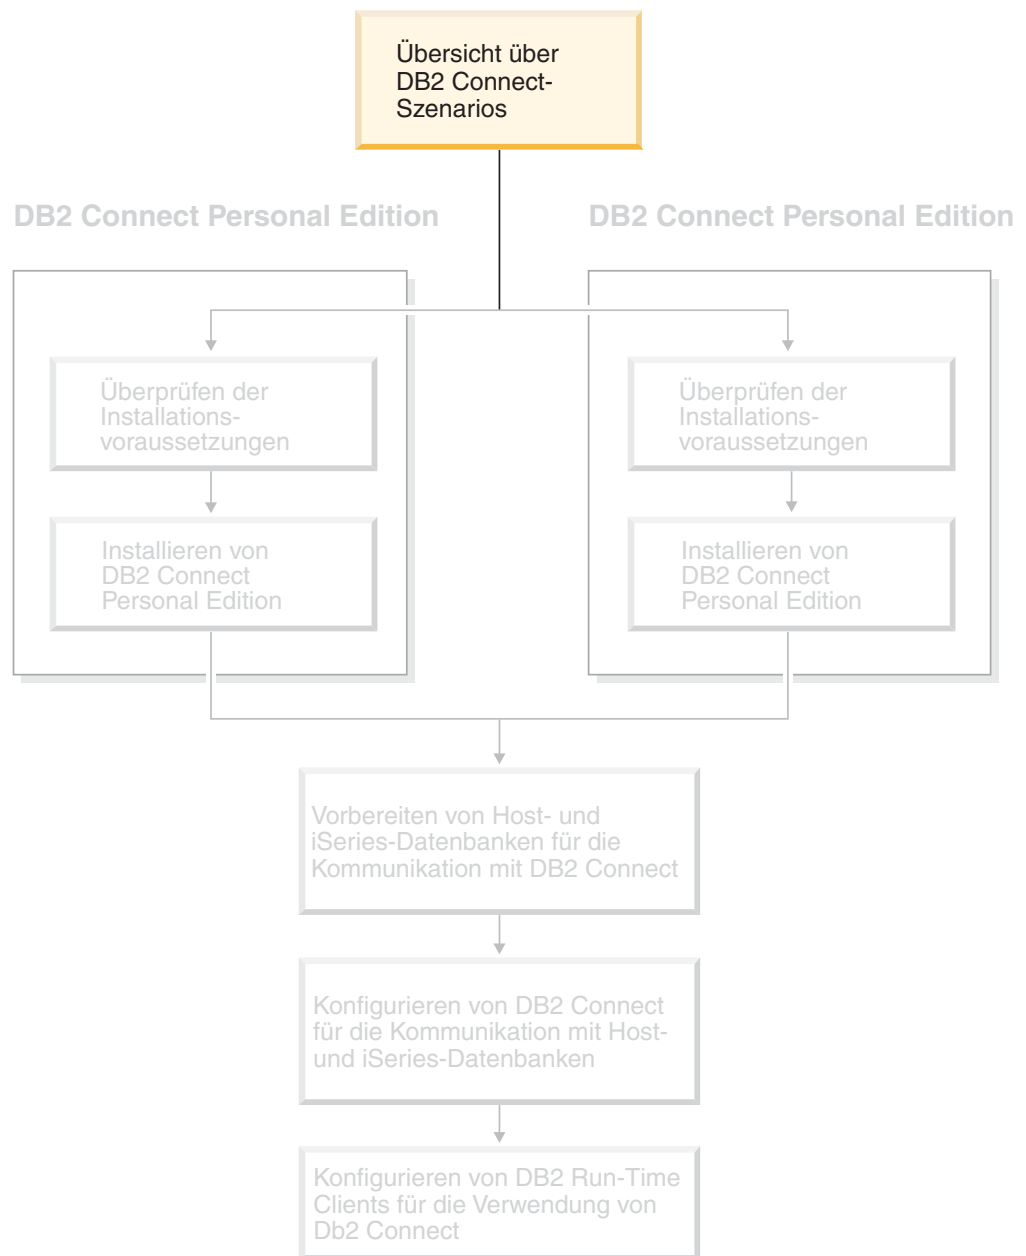 Übersicht über
DB2 Connect-
Szenarios
DB2 Connect Personal Edition
DB2 Connect Personal Edition
Überprüfen der
Installations-
voraussetzungen
Überprüfen der
Installations-
voraussetzungen
Installieren von
DB2 Connect
Personal Edition
Installieren von
DB2 Connect
Personal Edition
Vorbereiten von Host- und
iSeries-Datenbanken für die
Kommunikation mit DB2 Connect
Konfigurieren von DB2 Connect
für die Kommunikation mit Host-
und iSeries-Datenbanken
Konfigurieren von DB2 Run-Time
Clients für die Verwendung von
Db2 Connect